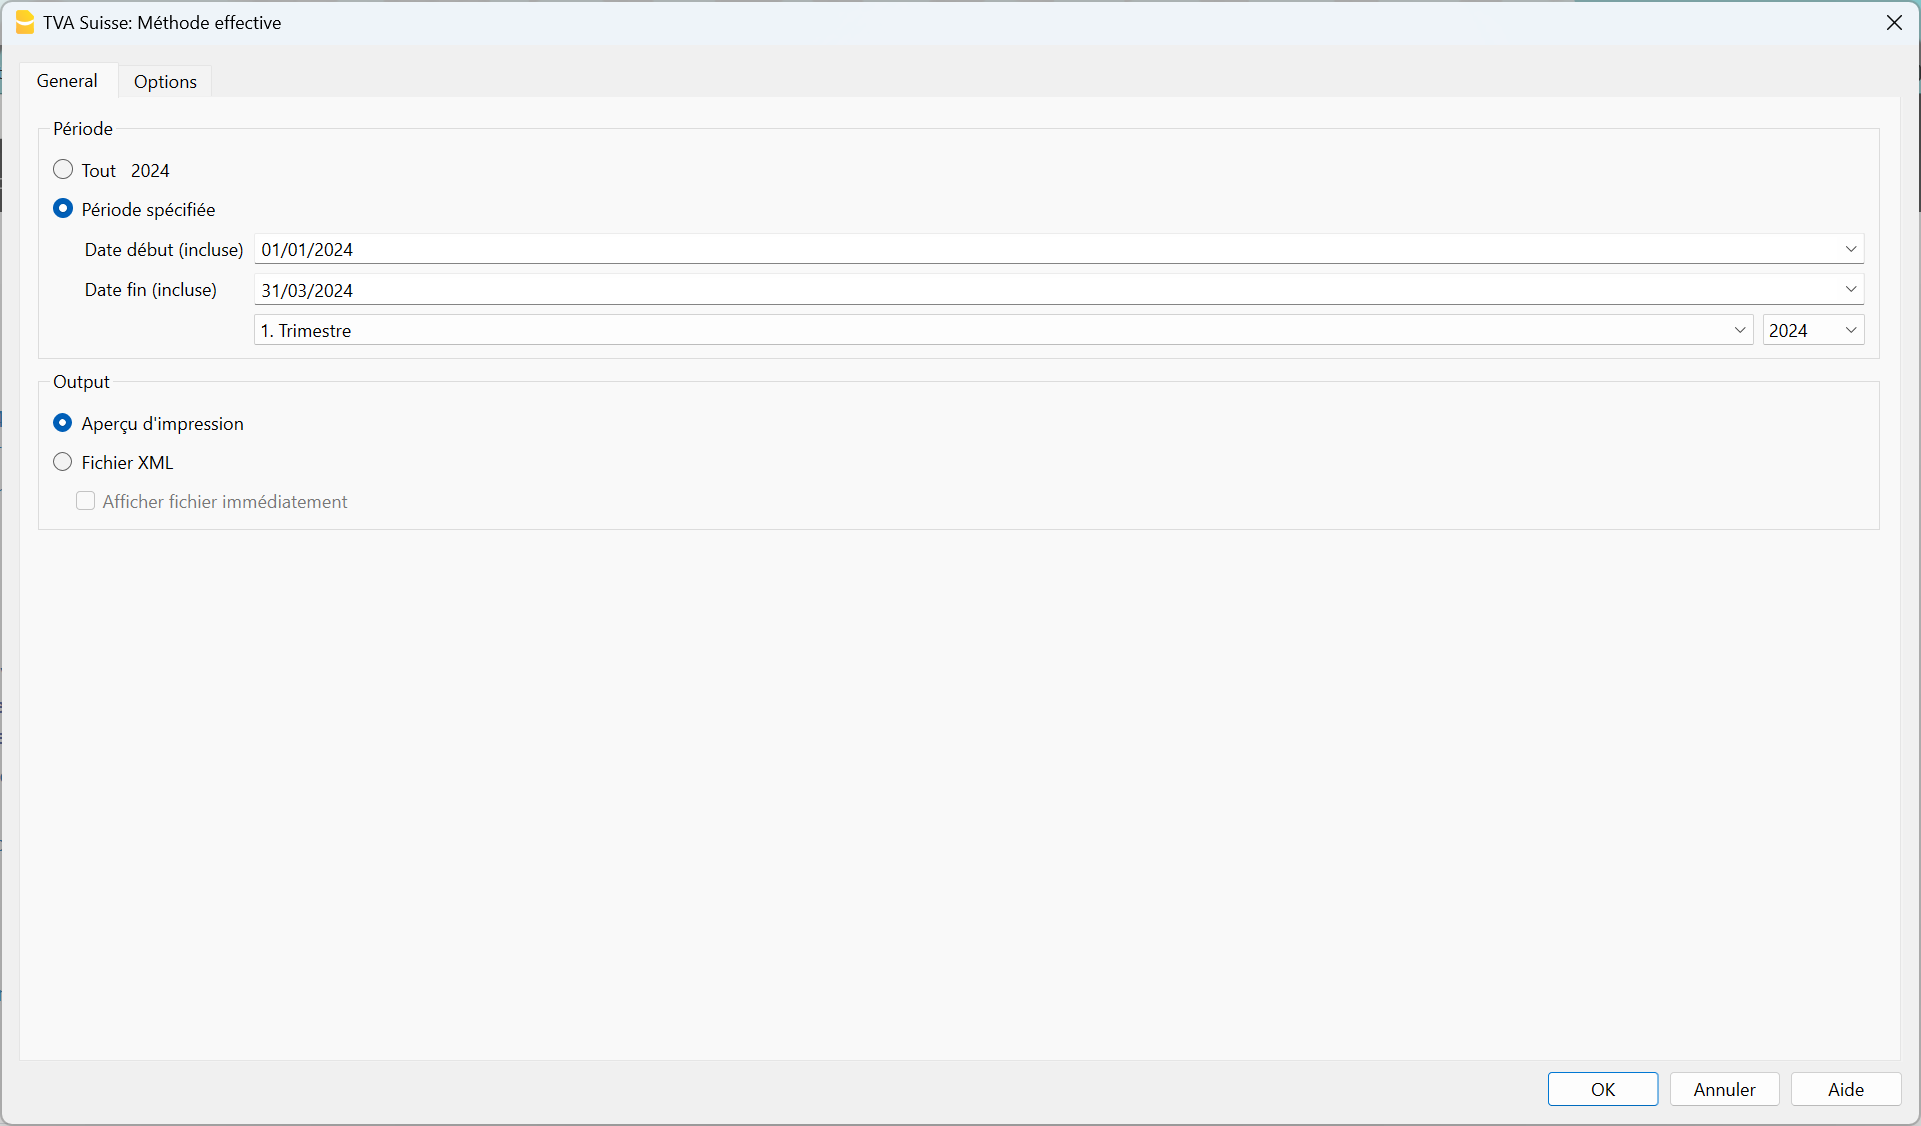 TVA Suisse: Méthode effective
General Options
Période
Tout 2024
Période spécifiée
Date début (incluse) 01/01/2024
Date fin (incluse) 31/03/2024
1. Trimestre 2024
Output
Aperçu d'impression
Fichier XML
Afficher fichier immédiatement
OK Annuler Aide